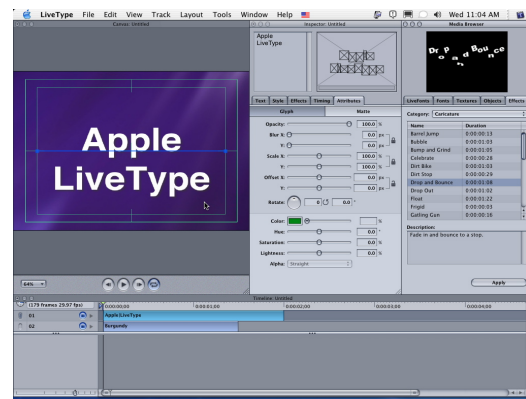 LiveType File Edit View Track Layout Tools Window Help Wed 11:04 AM
Canvas: Untitled
Apple
LiveType
64%
Inspector: Untitled
Apple
LiveType
Text Style Effects Timing Attributes
Glyph Matte
Opacity: 100.0 %
Blur X: 0.0 px
Y: 0.0 px
Scale X: 100.0 %
Y: 100.0 %
Offset X: 0.0 px
Y: 0.0 px
Rotate: 0 0.0 °
Color: %
Hue: 0.0 °
Saturation: 0.0 %
Lightness: 0.0 %
Alpha: Straight
Media Browser
Drop and Bounce
LiveFonts Fonts Textures Objects Effects
Category: Caricature
Name Duration
Barrel Jump 0:00:00:13
Bubble 0:00:01:03
Bump and Grind 0:00:01:05
Celebrate 0:00:00:28
Dirt Bike 0:00:01:03
Dirt Stop 0:00:00:29
Drop and Bounce 0:00:01:08
Drop Out 0:00:01:02
Float 0:00:01:22
Frigid 0:00:00:16
Gatling Gun 0:00:00:16
Description:
Fade in and bounce to a stop.
Apply
Timeline: Untitled
(179 frames 29.97 fps) 0:00:00;00 0:00:01;00 0:00:02;00 0:00:03;00 0:00:04;00
01 Apple|LiveType
02 Burgundy